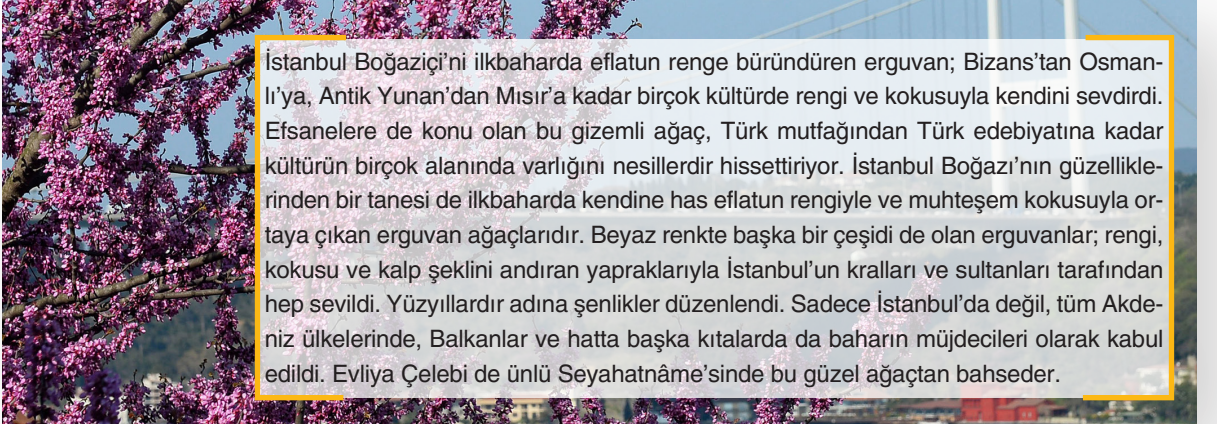 İstanbul Boğaziçi’ni ilkbaharda eflatun renge büründüren erguvan; Bizans’tan Osman-
lı’ya, Antik Yunan’dan Mısır’a kadar birçok kültürde rengi ve kokusuyla kendini sevdirdi.
Efsanelere de konu olan bu gizemli ağaç, Türk mutfağından Türk edebiyatına kadar
kültürün birçok alanında varlığını nesillerdir hissettiriyor. İstanbul Boğazı’nın güzellikle-
rinden bir tanesi de ilkbaharda kendine has eflatun rengiyle ve muhteşem kokusuyla or-
taya çıkan erguvan ağaçlarıdır. Beyaz renkte başka bir çeşidi de olan erguvanlar; rengi,
kokusu ve kalp şeklini andıran yapraklarıyla İstanbul’un kralları ve sultanları tarafından
hep sevildi. Yüzyıllardır adına şenlikler düzenlendi. Sadece İstanbul’da değil, tüm Akde-
niz ülkelerinde, Balkanlar ve hatta başka kıtalarda da baharın müjdecileri olarak kabul
edildi. Evliya Çelebi de ünlü Seyahatnâme’sinde bu güzel ağaçtan bahseder.